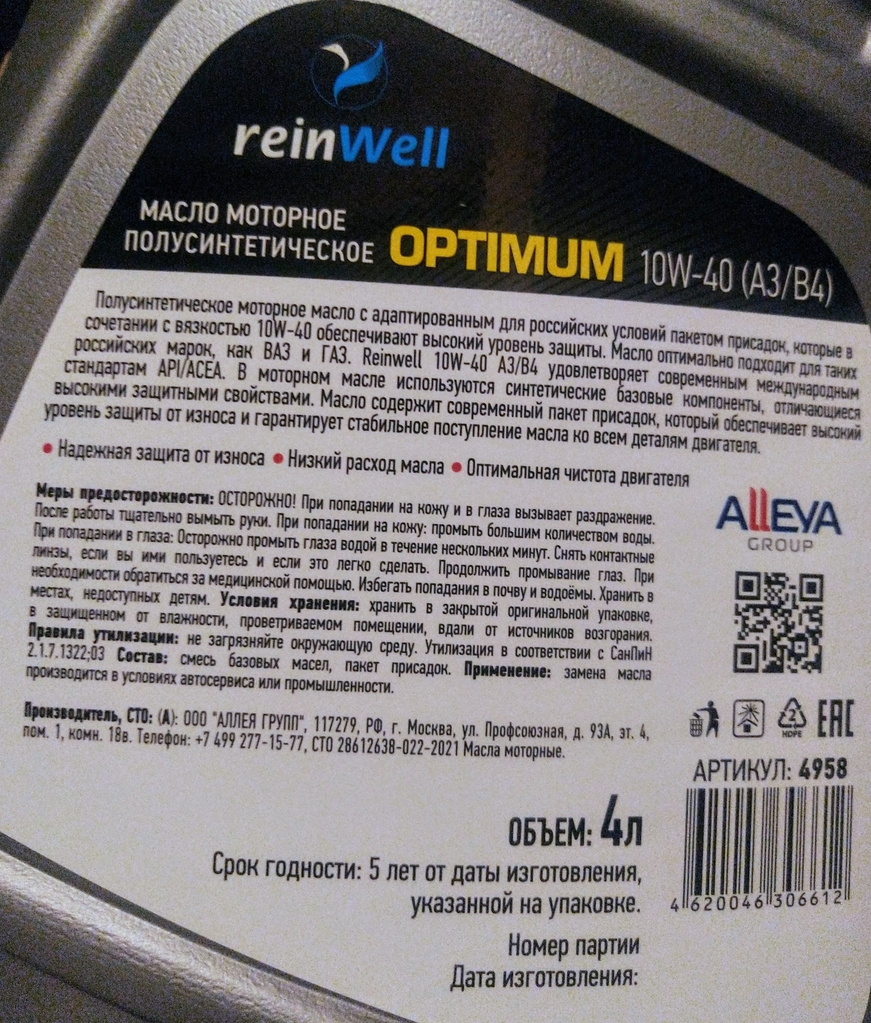 reinWell
МАСЛО МОТОРНОЕ
ПОЛУСИНТЕТИЧЕСКОЕ OPTIMUM 10W-40 (A3/B4)
Полусинтетическое моторное масло с адаптированным для российских условий пакетом присадок, которые в
сочетании с вязкостью 10W-40 обеспечивают высокий уровень защиты. Масло оптимально подходит для таких
российских марок, как ВАЗ и ГАЗ. Reinwell 10W-40 A3/B4 удовлетворяет современным международным
стандартам API/ACEA. В моторном масле используются синтетические базовые компоненты, отличающиеся
высокими защитными свойствами. Масло содержит современный пакет присадок, который обеспечивает высокий
уровень защиты от износа и гарантирует стабильное поступление масла ко всем деталям двигателя.
• Надежная защита от износа • Низкий расход масла • Оптимальная чистота двигателя
Меры предосторожности: ОСТОРОЖНО! При попадании на кожу и в глаза вызывает раздражение.
После работы тщательно вымыть руки. При попадании на кожу: промыть большим количеством воды.
При попадании в глаза: Осторожно промыть глаза водой в течение нескольких минут. Снять контактные
линзы, если вы ими пользуетесь и если это легко сделать. Продолжить промывание глаз. При
необходимости обратиться за медицинской помощью. Избегать попадания в почву и водоёмы. Хранить в
местах, недоступных детям. Условия хранения: хранить в закрытой оригинальной упаковке,
в защищенном от влажности, проветриваемом помещении, вдали от источников возгорания.
Правила утилизации: не загрязняйте окружающую среду. Утилизация в соответствии с СанПиН
2.1.7.1322;03 Состав: смесь базовых масел, пакет присадок. Применение: замена масла
производится в условиях автосервиса или промышленности.
Производитель, СТО: (А): ООО "АЛЛЕЯ ГРУПП", 117279, РФ, г. Москва, ул. Профсоюзная, д. 93А, эт. 4,
пом. 1, комн. 18в. Телефон: +7 499 277-15-77, СТО 28612638-022-2021 Масла моторные.
ALLEYA
GROUP
2
HDPE
EAC
АРТИКУЛ: 4958
4 620046 306612
ОБЪЕМ: 4Л
Срок годности: 5 лет от даты изготовления,
указанной на упаковке.
Номер партии
Дата изготовления: